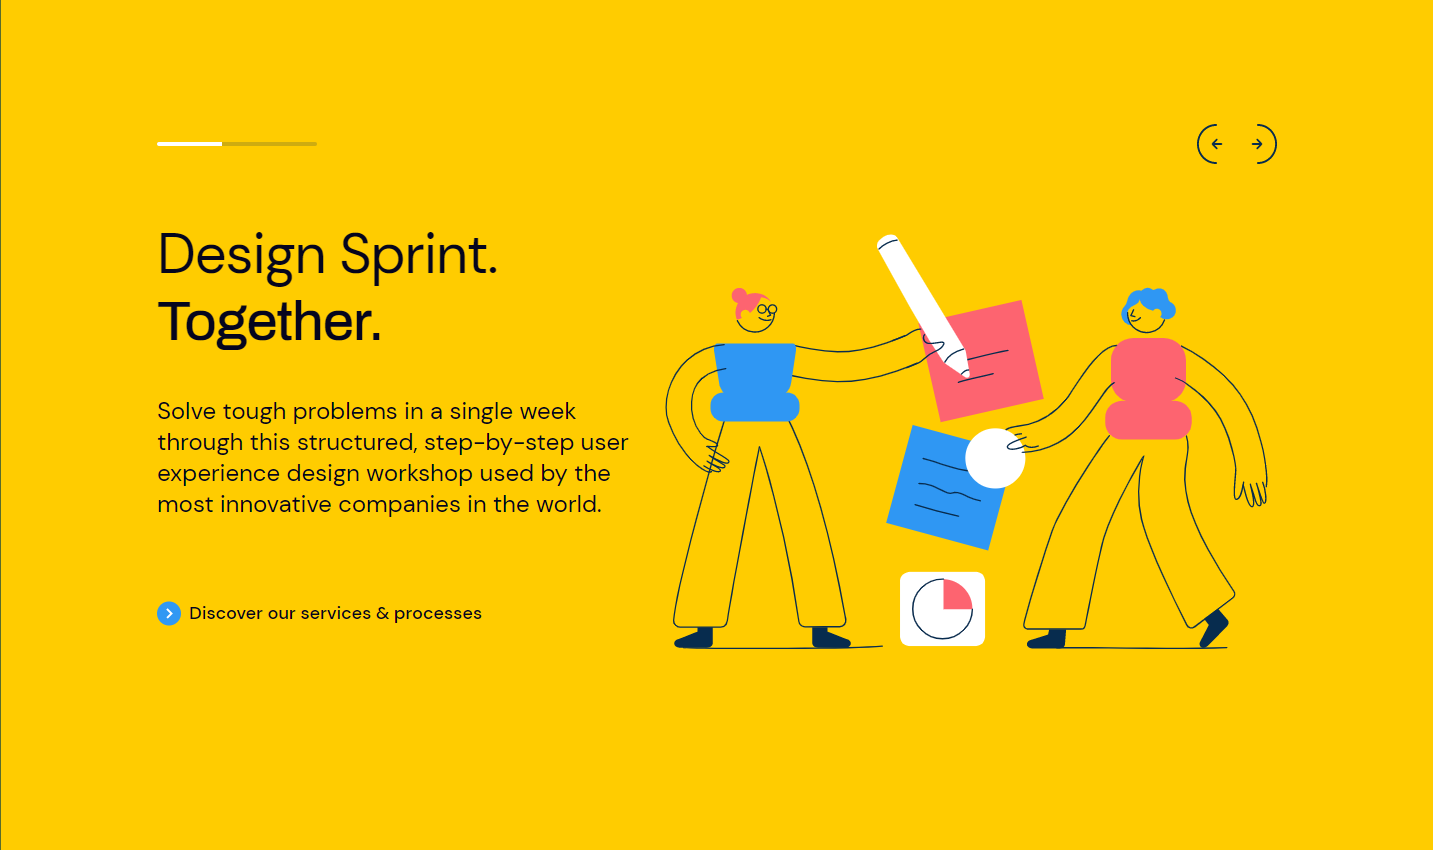 Design Sprint.
Together.
Solve tough problems in a single week
through this structured, step-by-step user
experience design workshop used by the
most innovative companies in the world.
Discover our services & processes